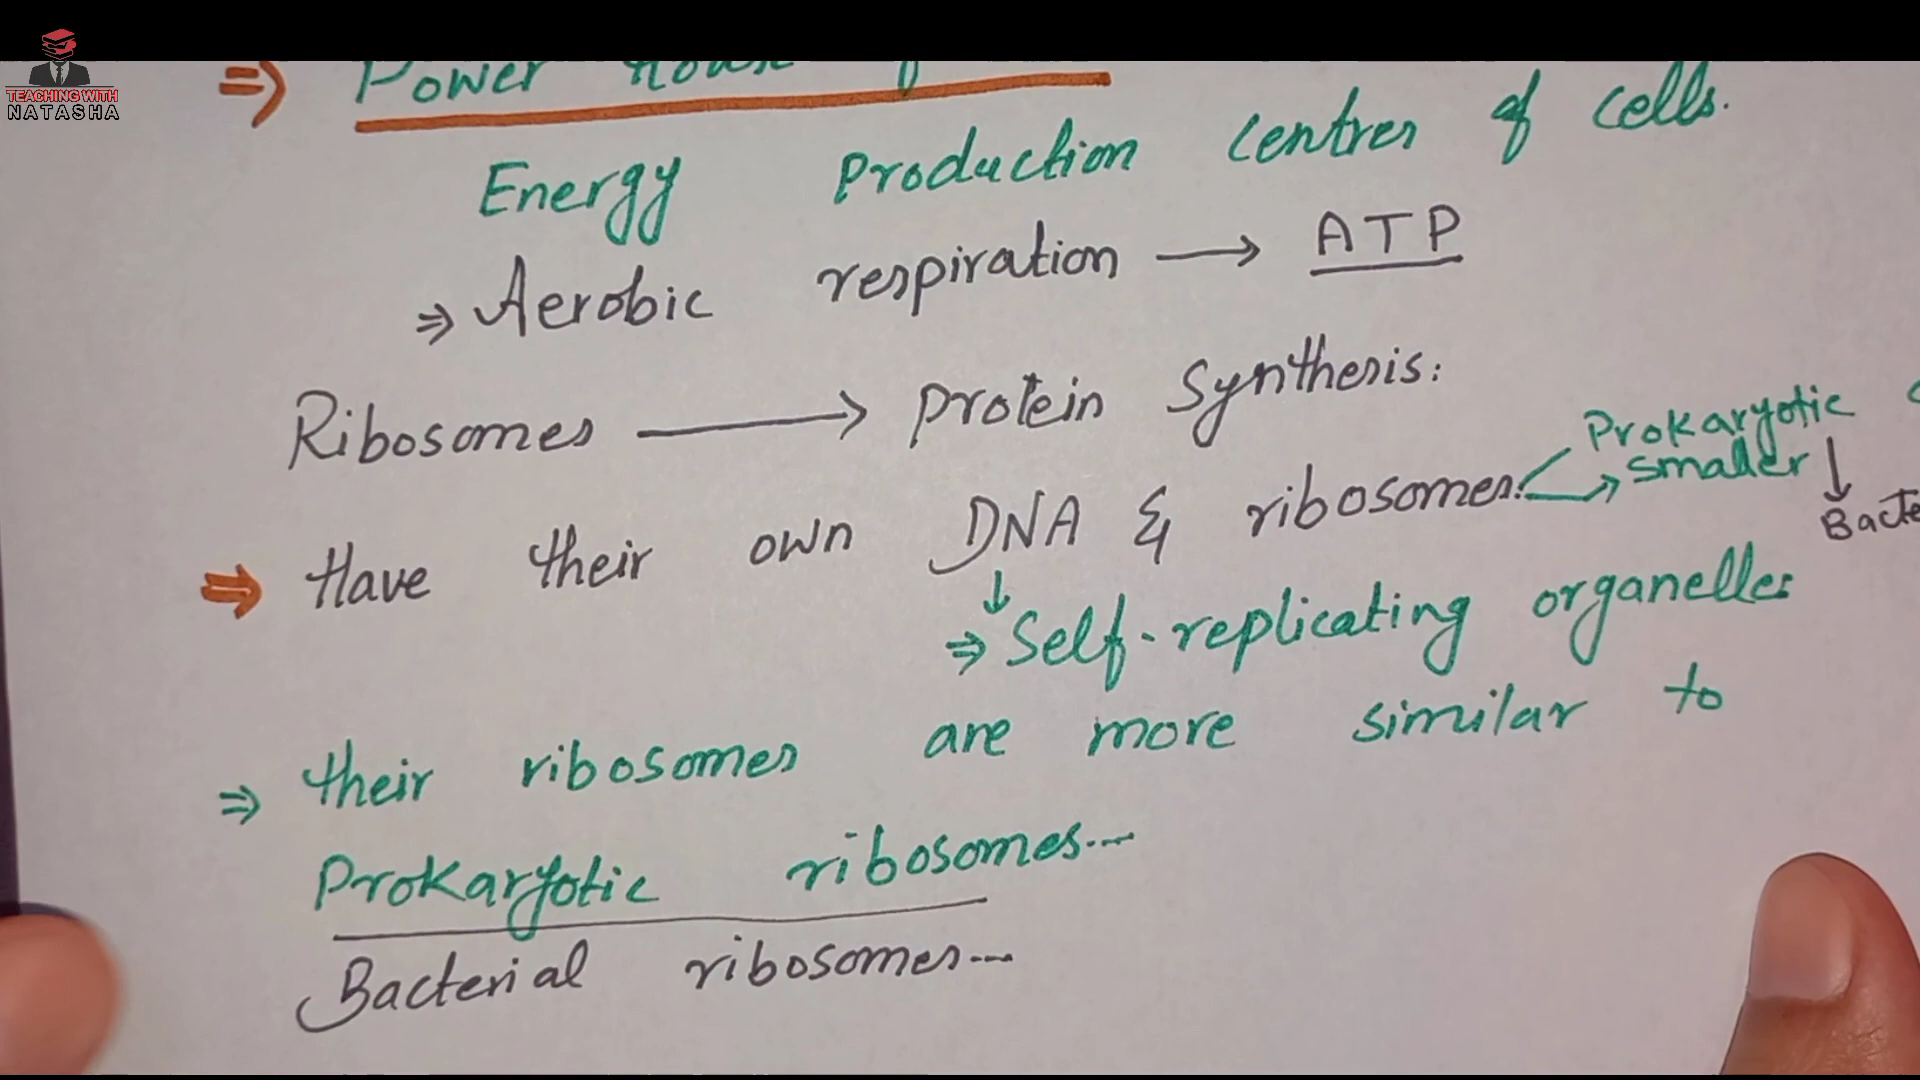 TEACHING WITH
NATASHA
⇒ Power House
Energy Production centres of cells.
⇒ Aerobic respiration → ATP
Ribosomes → Protein Synthesis:
Prokaryotic
smaller
⇒ Have their own DNA & ribosomes.
↓
⇒ Self-replicating organelles
⇒ their ribosomes are more similar to
Prokaryotic ribosomes...
Bacterial ribosomes...